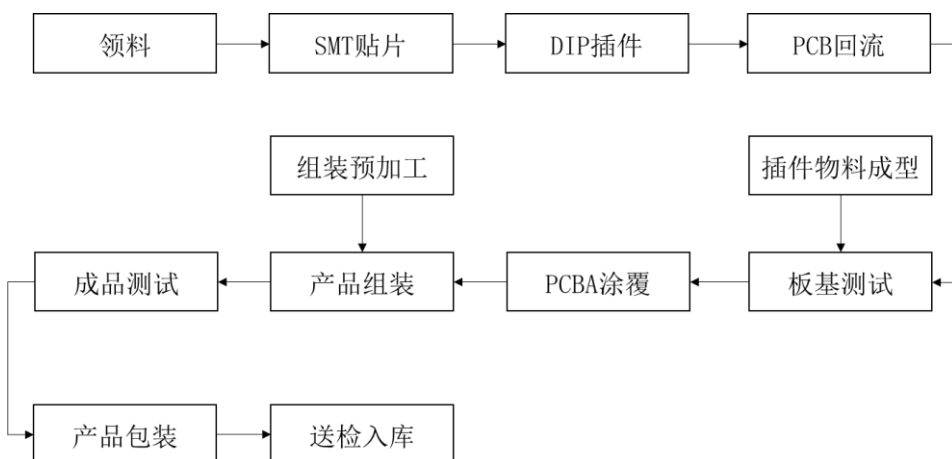 领料
SMT贴片
DIP插件
PCB回流
组装预加工
插件物料成型
成品测试
产品组装
PCBA涂覆
板基测试
产品包装
送检入库